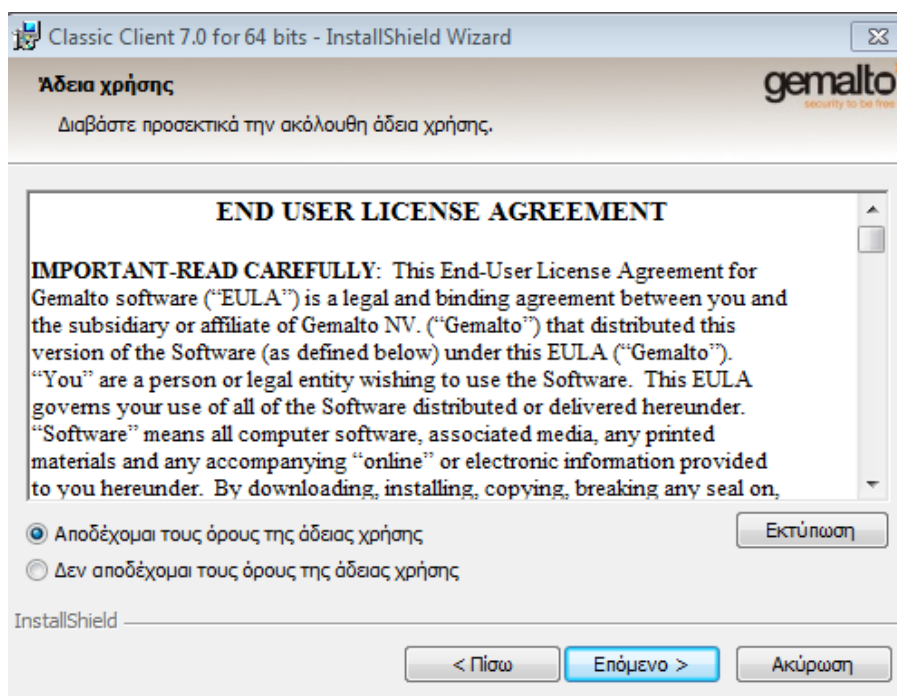 Classic Client 7.0 for 64 bits - InstallShield Wizard
Άδεια χρήσης
gemalto
security to be free
Διαβάστε προσεκτικά την ακόλουθη άδεια χρήσης.
END USER LICENSE AGREEMENT
IMPORTANT-READ CAREFULLY: This End-User License Agreement for
Gemalto software (“EULA”) is a legal and binding agreement between you and
the subsidiary or affiliate of Gemalto NV. (“Gemalto”) that distributed this
version of the Software (as defined below) under this EULA (“Gemalto”).
“You” are a person or legal entity wishing to use the Software. This EULA
governs your use of all of the Software distributed or delivered hereunder.
“Software” means all computer software, associated media, any printed
materials and any accompanying “online” or electronic information provided
to you hereunder. By downloading, installing, copying, breaking any seal on,
Αποδέχομαι τους όρους της άδειας χρήσης
Εκτύπωση
Δεν αποδέχομαι τους όρους της άδειας χρήσης
InstallShield
< Πίσω
Επόμενο >
Ακύρωση